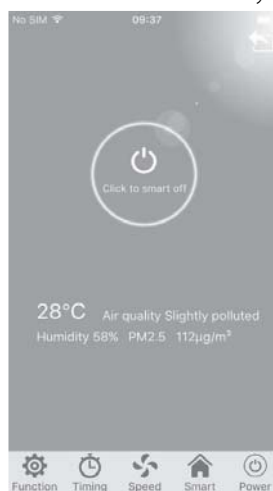 No SIM 09:37
Click to smart off
28°C Air quality Slightly polluted
Humidity 58% PM2.5 112µg/m³
Function Timing Speed Smart Power